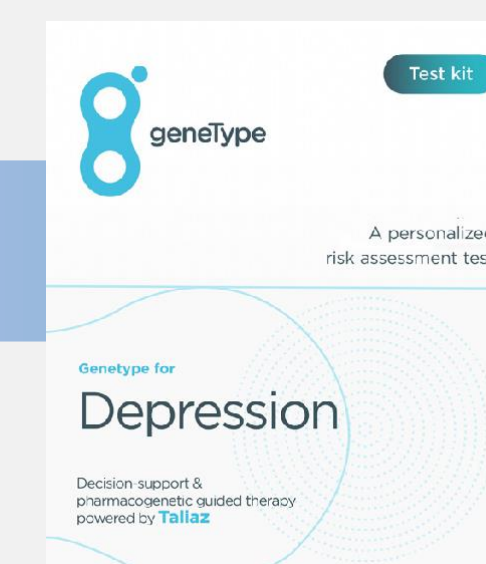 Test kit
geneType
A personalize
risk assessment tes
Genetype for
Depression
Decision-support &
pharmacogenetic guided therapy
powered by Taliaz